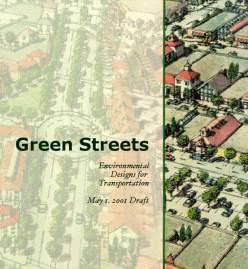 Green Streets
Environmental
Designs for
Transportation
May 1. 2001 Draft